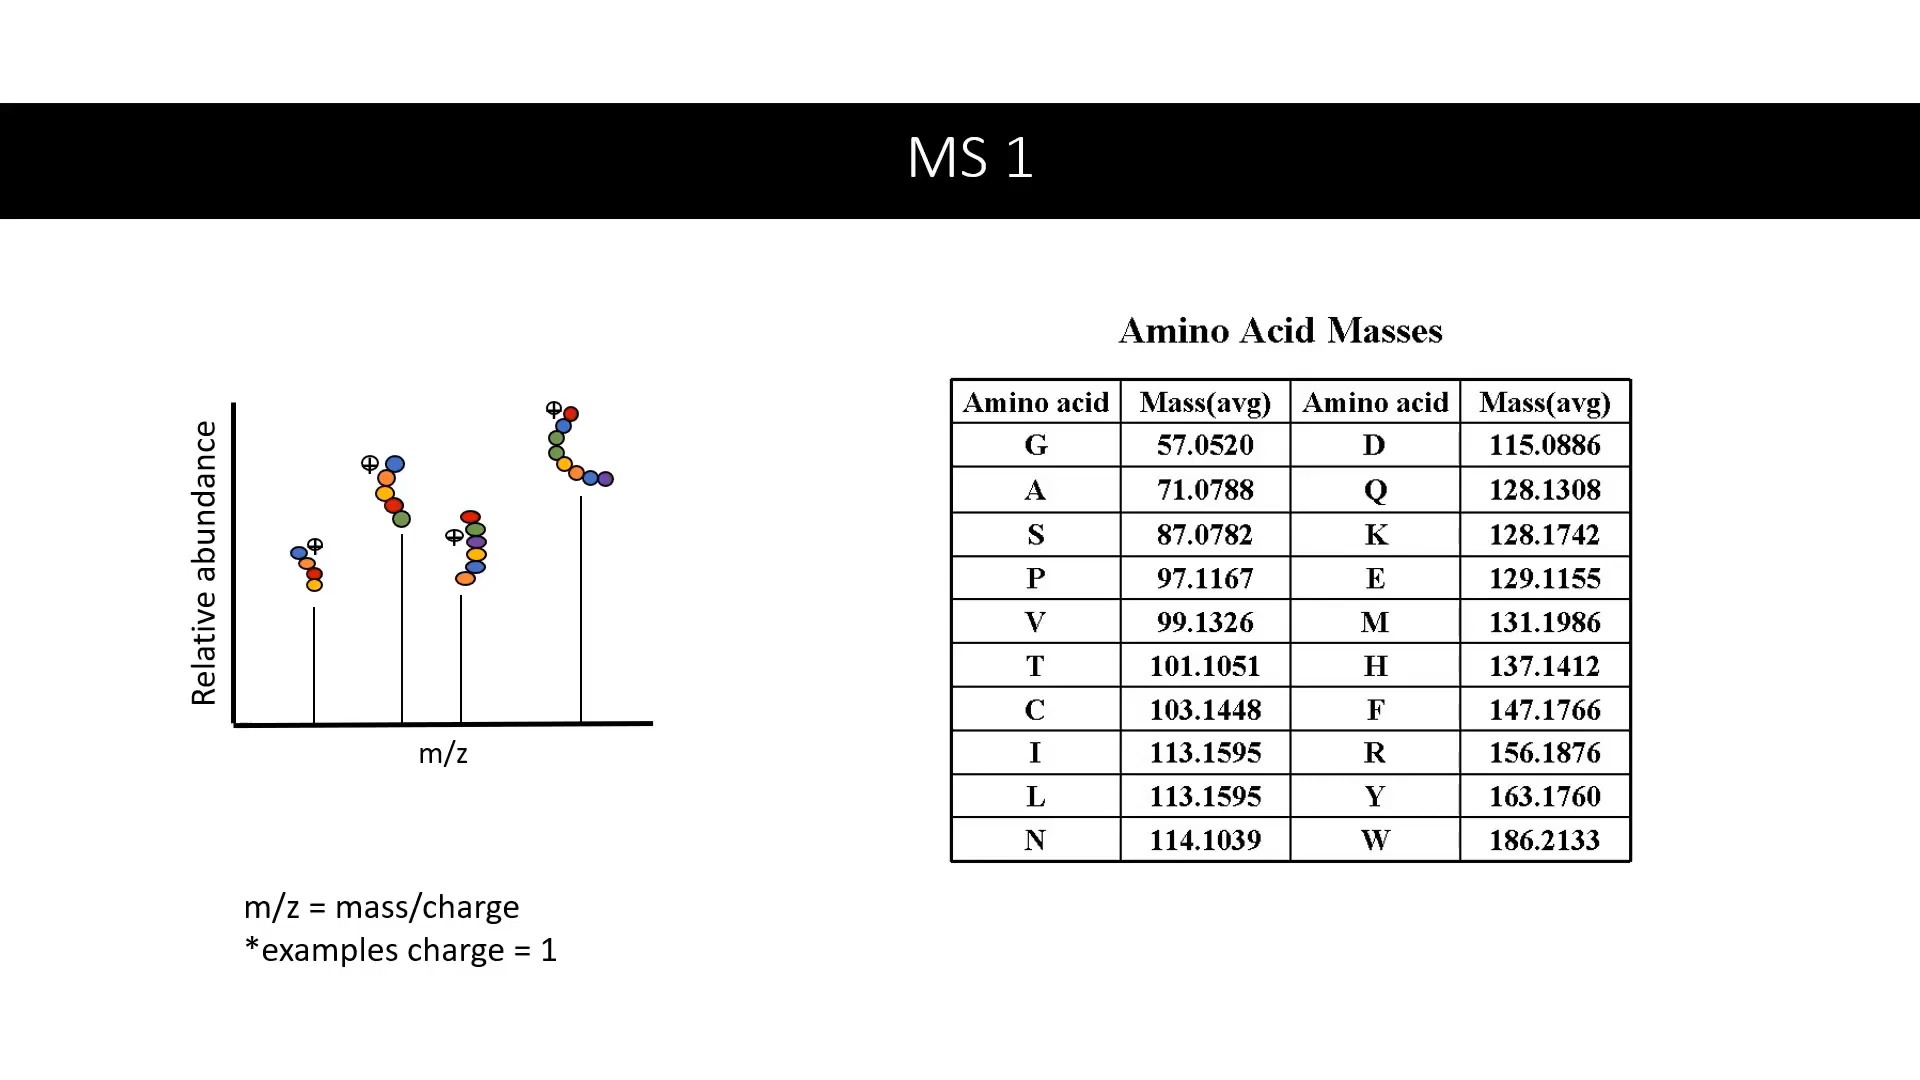 MS 1
Relative abundance
m/z
m/z = mass/charge
*examples charge = 1
Amino Acid Masses
Amino acid Mass(avg) Amino acid Mass(avg)
G 57.0520 D 115.0886
A 71.0788 Q 128.1308
S 87.0782 K 128.1742
P 97.1167 E 129.1155
V 99.1326 M 131.1986
T 101.1051 H 137.1412
C 103.1448 F 147.1766
I 113.1595 R 156.1876
L 113.1595 Y 163.1760
N 114.1039 W 186.2133